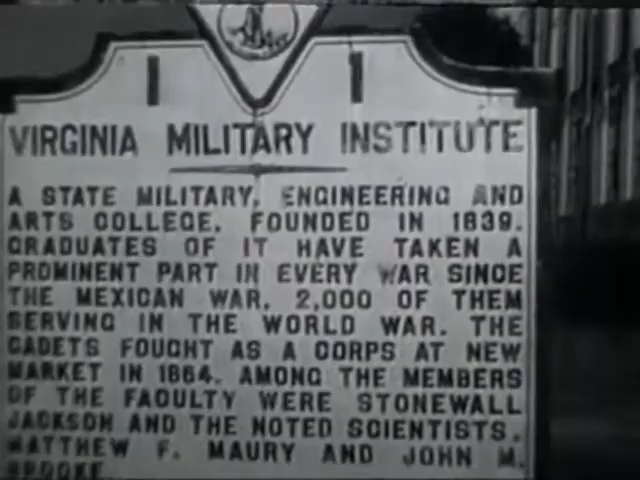 I I
VIRGINIA MILITARY INSTITUTE
A STATE MILITARY, ENGINEERING AND
ARTS COLLEGE, FOUNDED IN 1839.
GRADUATES OF IT HAVE TAKEN A
PROMINENT PART IN EVERY WAR SINCE
THE MEXICAN WAR, 2,000 OF THEM
SERVING IN THE WORLD WAR. THE
CADETS FOUGHT AS A CORPS AT NEW
MARKET IN 1864. AMONG THE MEMBERS
OF THE FACULTY WERE STONEWALL
JACKSON AND THE NOTED SCIENTISTS,
MATTHEW F. MAURY AND JOHN M.
BROOKE